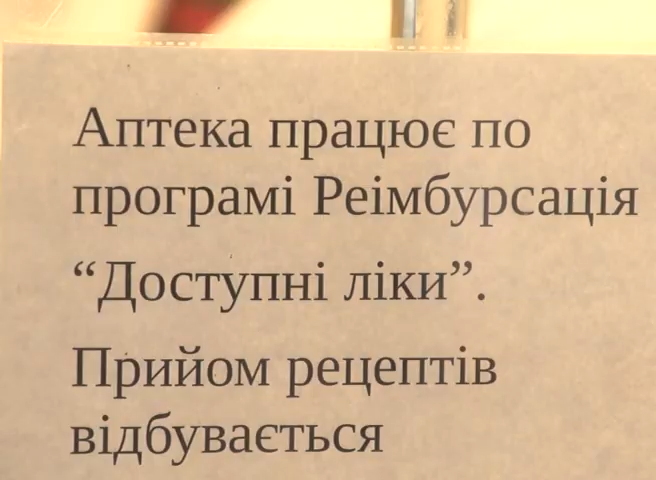 Аптека працює по
програмі Реімбурсація
“Доступні ліки”.
Прийом рецептів
відбувається